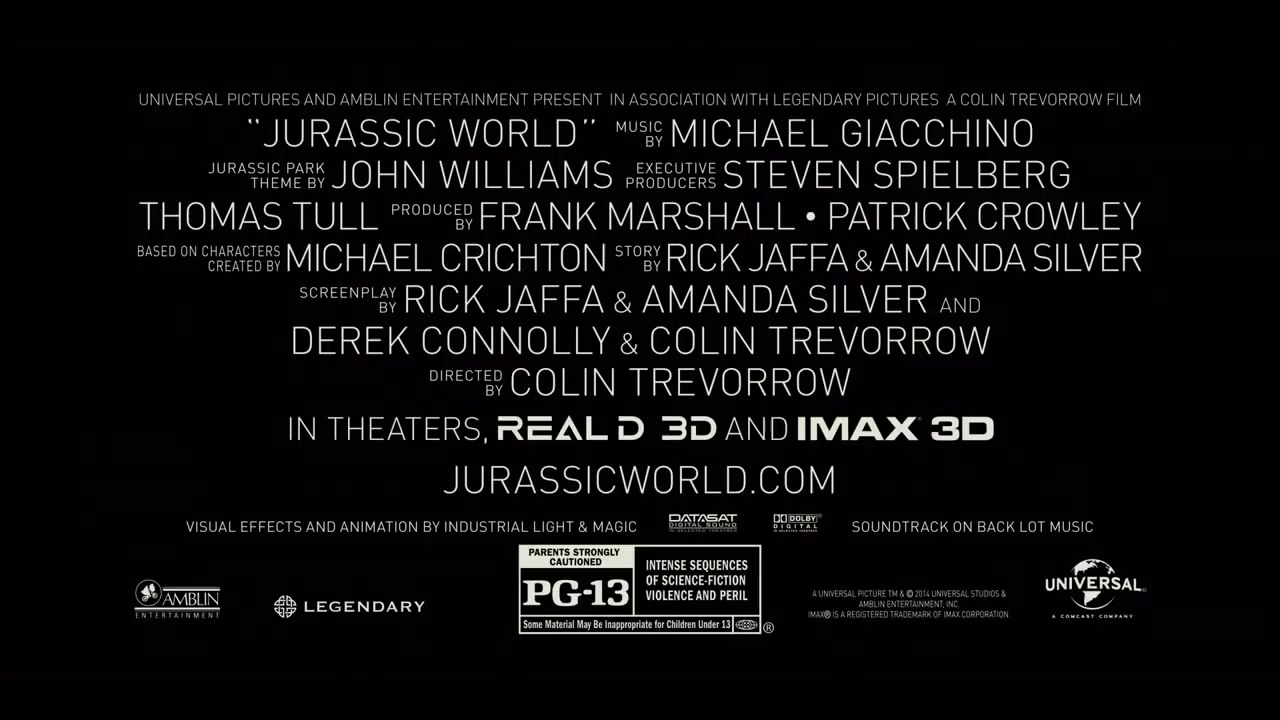 UNIVERSAL PICTURES AND AMBLIN ENTERTAINMENT PRESENT IN ASSOCIATION WITH LEGENDARY PICTURES A COLIN TREVORROW FILM
"JURASSIC WORLD" MUSIC BY MICHAEL GIACCHINO
JURASSIC PARK THEME BY JOHN WILLIAMS EXECUTIVE PRODUCERS STEVEN SPIELBERG
THOMAS TULL PRODUCED BY FRANK MARSHALL • PATRICK CROWLEY
BASED ON CHARACTERS CREATED BY MICHAEL CRICHTON STORY BY RICK JAFFA & AMANDA SILVER
SCREENPLAY BY RICK JAFFA & AMANDA SILVER AND
DEREK CONNOLLY & COLIN TREVORROW
DIRECTED BY COLIN TREVORROW
IN THEATERS, REAL D 3D AND IMAX 3D
JURASSICWORLD.COM
VISUAL EFFECTS AND ANIMATION BY INDUSTRIAL LIGHT & MAGIC
DATASAT
DIGITAL SOUND
IN SELECTED THEATRES
DOLBY
DIGITAL
IN SELECTED THEATRES
SOUNDTRACK ON BACK LOT MUSIC
AMBLIN
ENTERTAINMENT
LEGENDARY
PARENTS STRONGLY
CAUTIONED
PG-13
INTENSE SEQUENCES
OF SCIENCE-FICTION
VIOLENCE AND PERIL
Some Material May Be Inappropriate for Children Under 13
®
A UNIVERSAL PICTURE TM & © 2014 UNIVERSAL STUDIOS &
AMBLIN ENTERTAINMENT, INC.
IMAX® IS A REGISTERED TRADEMARK OF IMAX CORPORATION.
UNIVERSAL
A COMCAST COMPANY